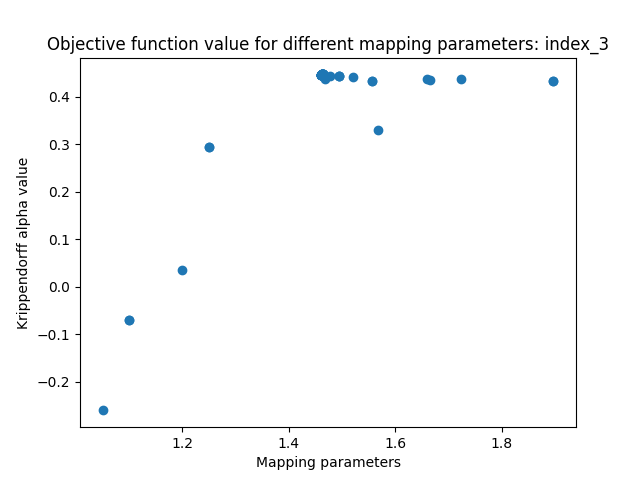 Objective function value for different mapping parameters: index_3
Krippendorff alpha value
0.4
0.3
0.2
0.1
0.0
−0.1
−0.2
1.2 1.4 1.6 1.8
Mapping parameters